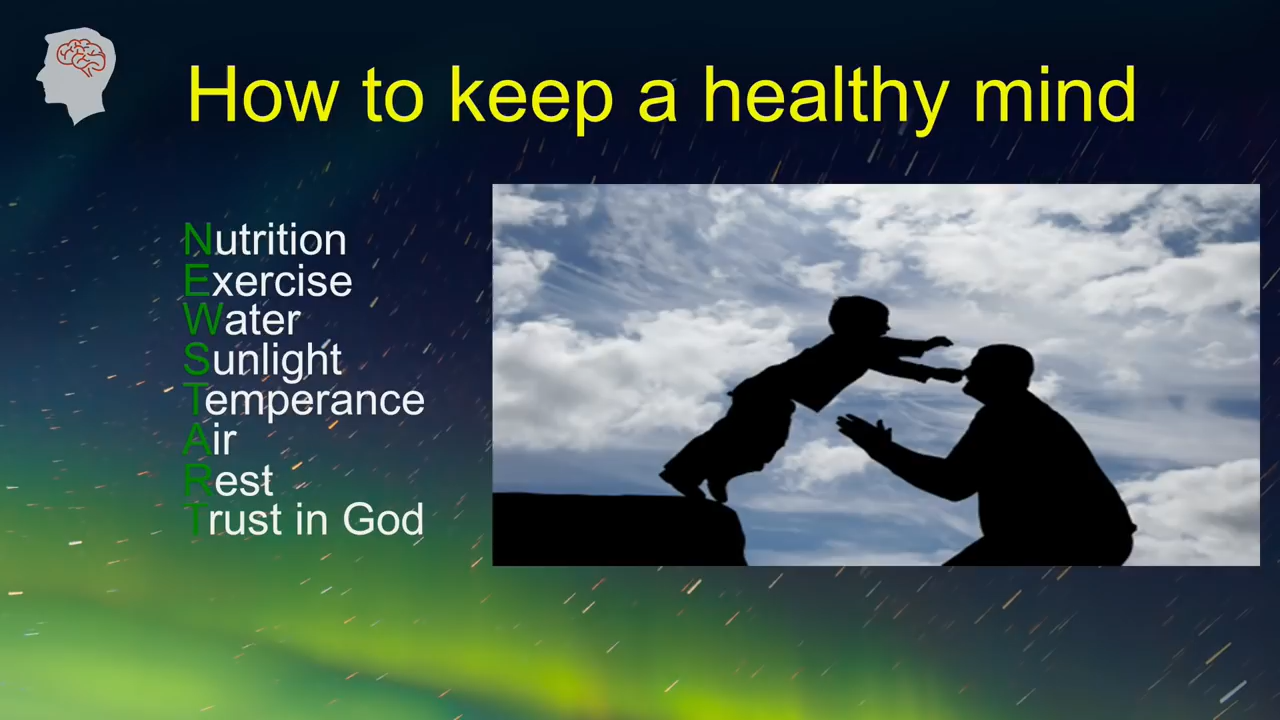 How to keep a healthy mind
Nutrition
Exercise
Water
Sunlight
Temperance
Air
Rest
Trust in God